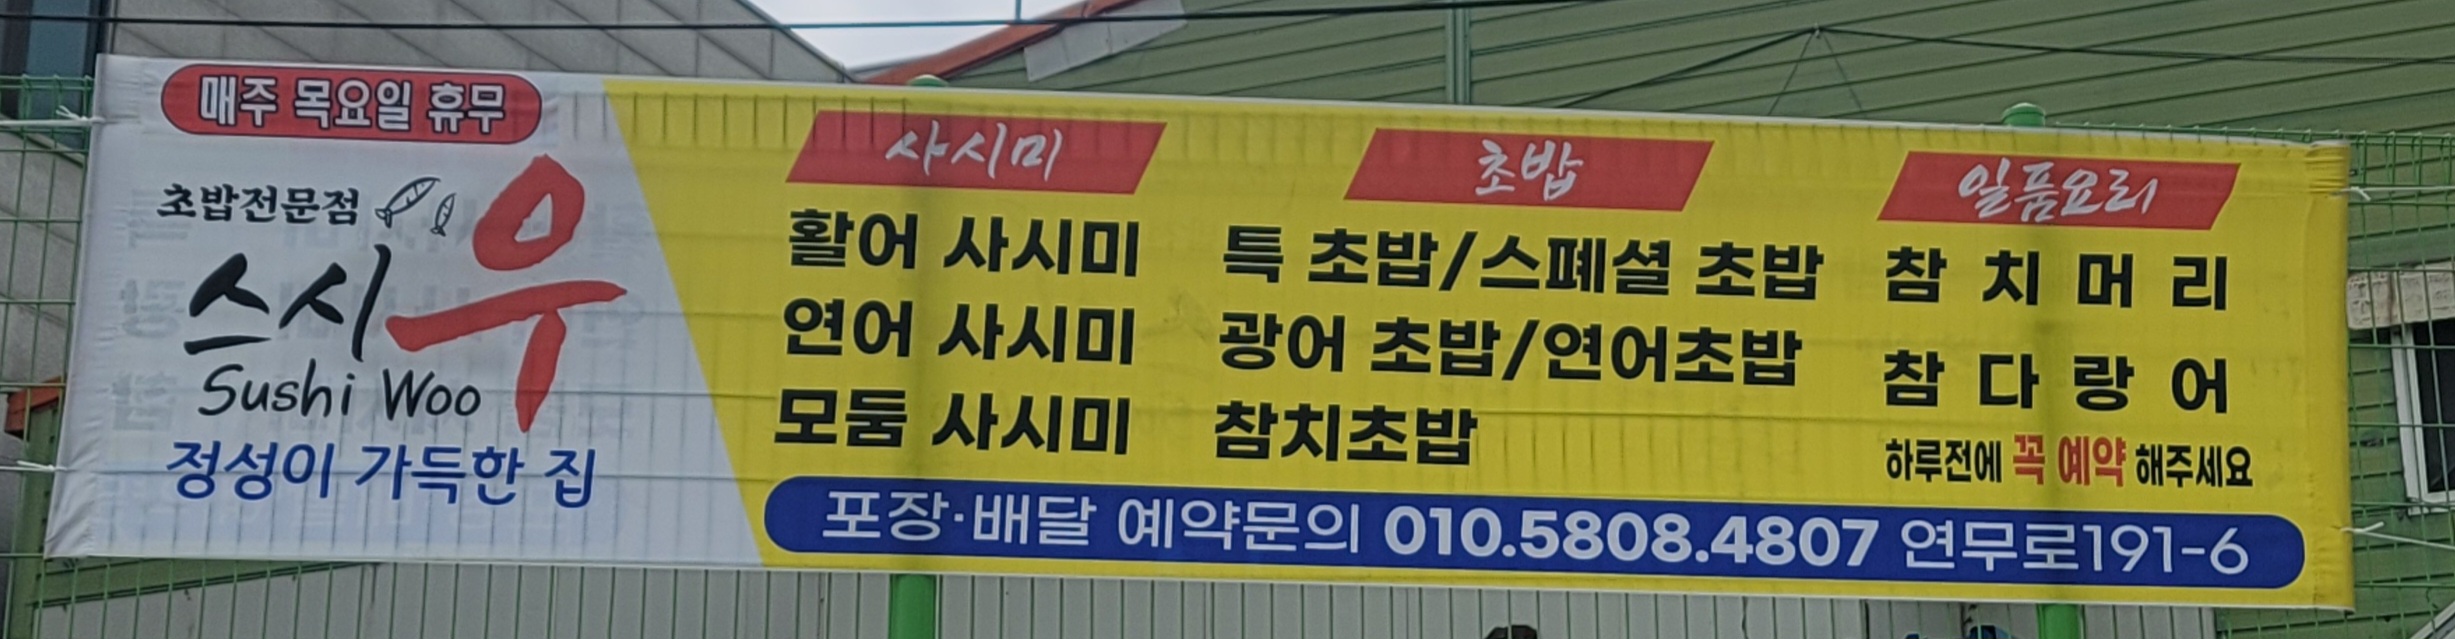 매주 목요일 휴무
초밥전문점
스시우
Sushi Woo
정성이 가득한 집
사시미
활어 사시미
연어 사시미
모둠 사시미
초밥
특 초밥/스폐셜 초밥
광어 초밥/연어초밥
참치초밥
일품요리
참 치 머 리
참 다 랑 어
하루전에 꼭 예약 해주세요
포장·배달 예약문의 010.5808.4807 연무로191-6